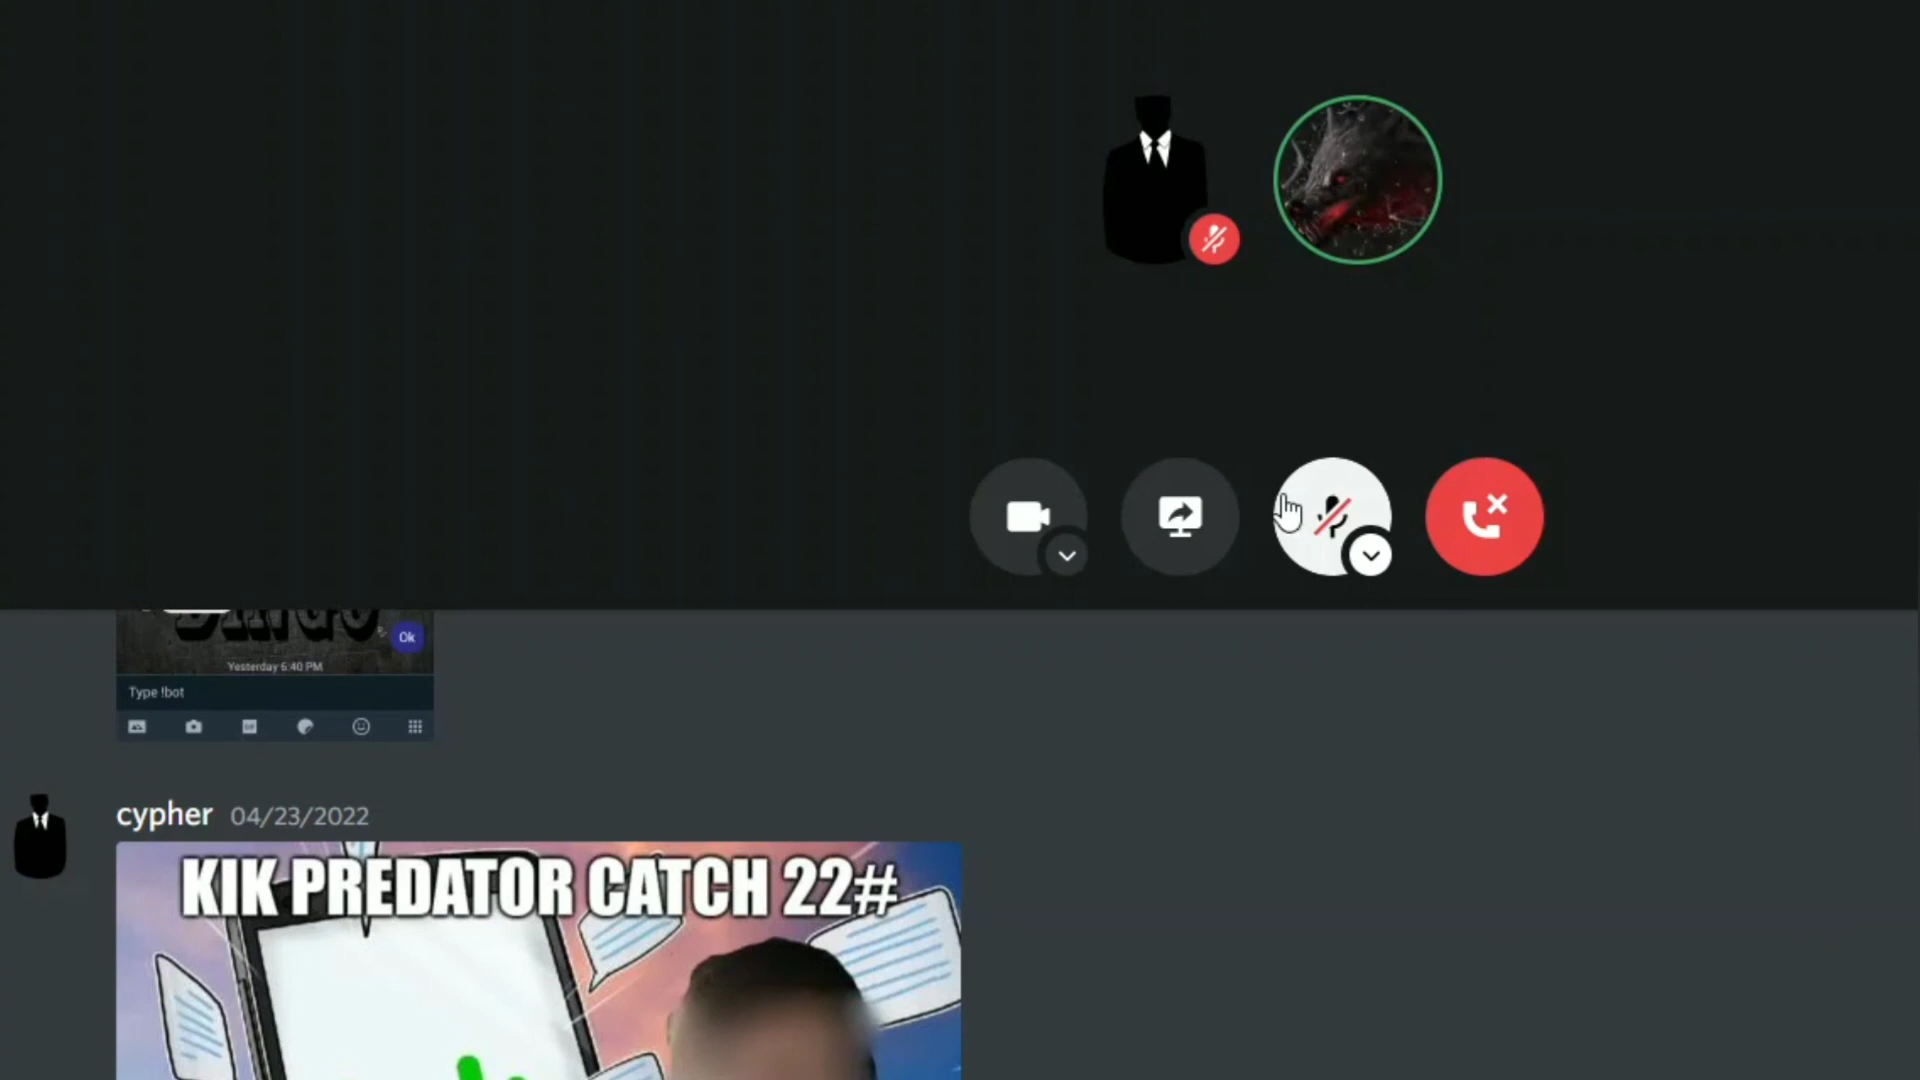 Ok
Yesterday 6:40 PM
Type !bot
cypher 04/23/2022
KIK PREDATOR CATCH 22#